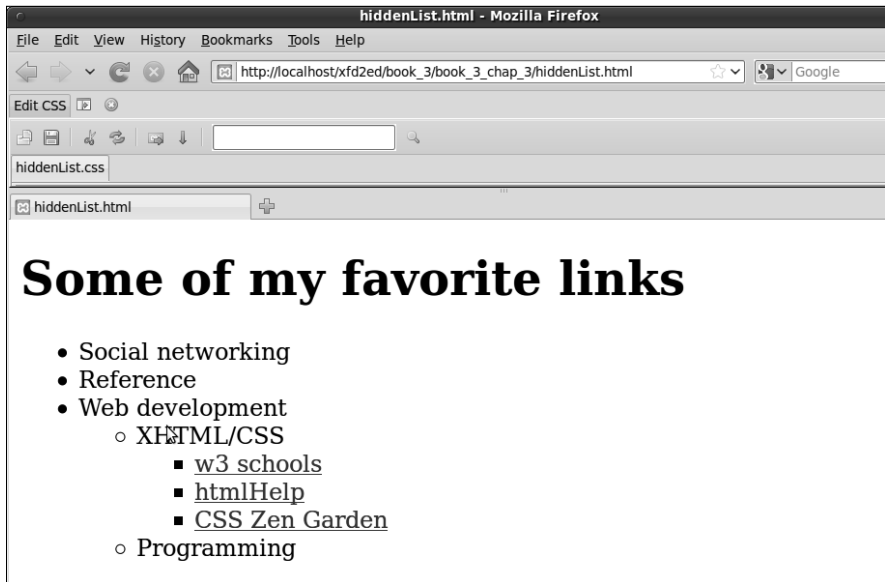 hiddenList.html - Mozilla Firefox
File Edit View History Bookmarks Tools Help
http://localhost/xfd2ed/book_3/book_3_chap_3/hiddenList.html Google
Edit CSS
hiddenList.css
hiddenList.html
Some of my favorite links
Social networking
Reference
Web development
XHTML/CSS
w3 schools
htmlHelp
CSS Zen Garden
Programming